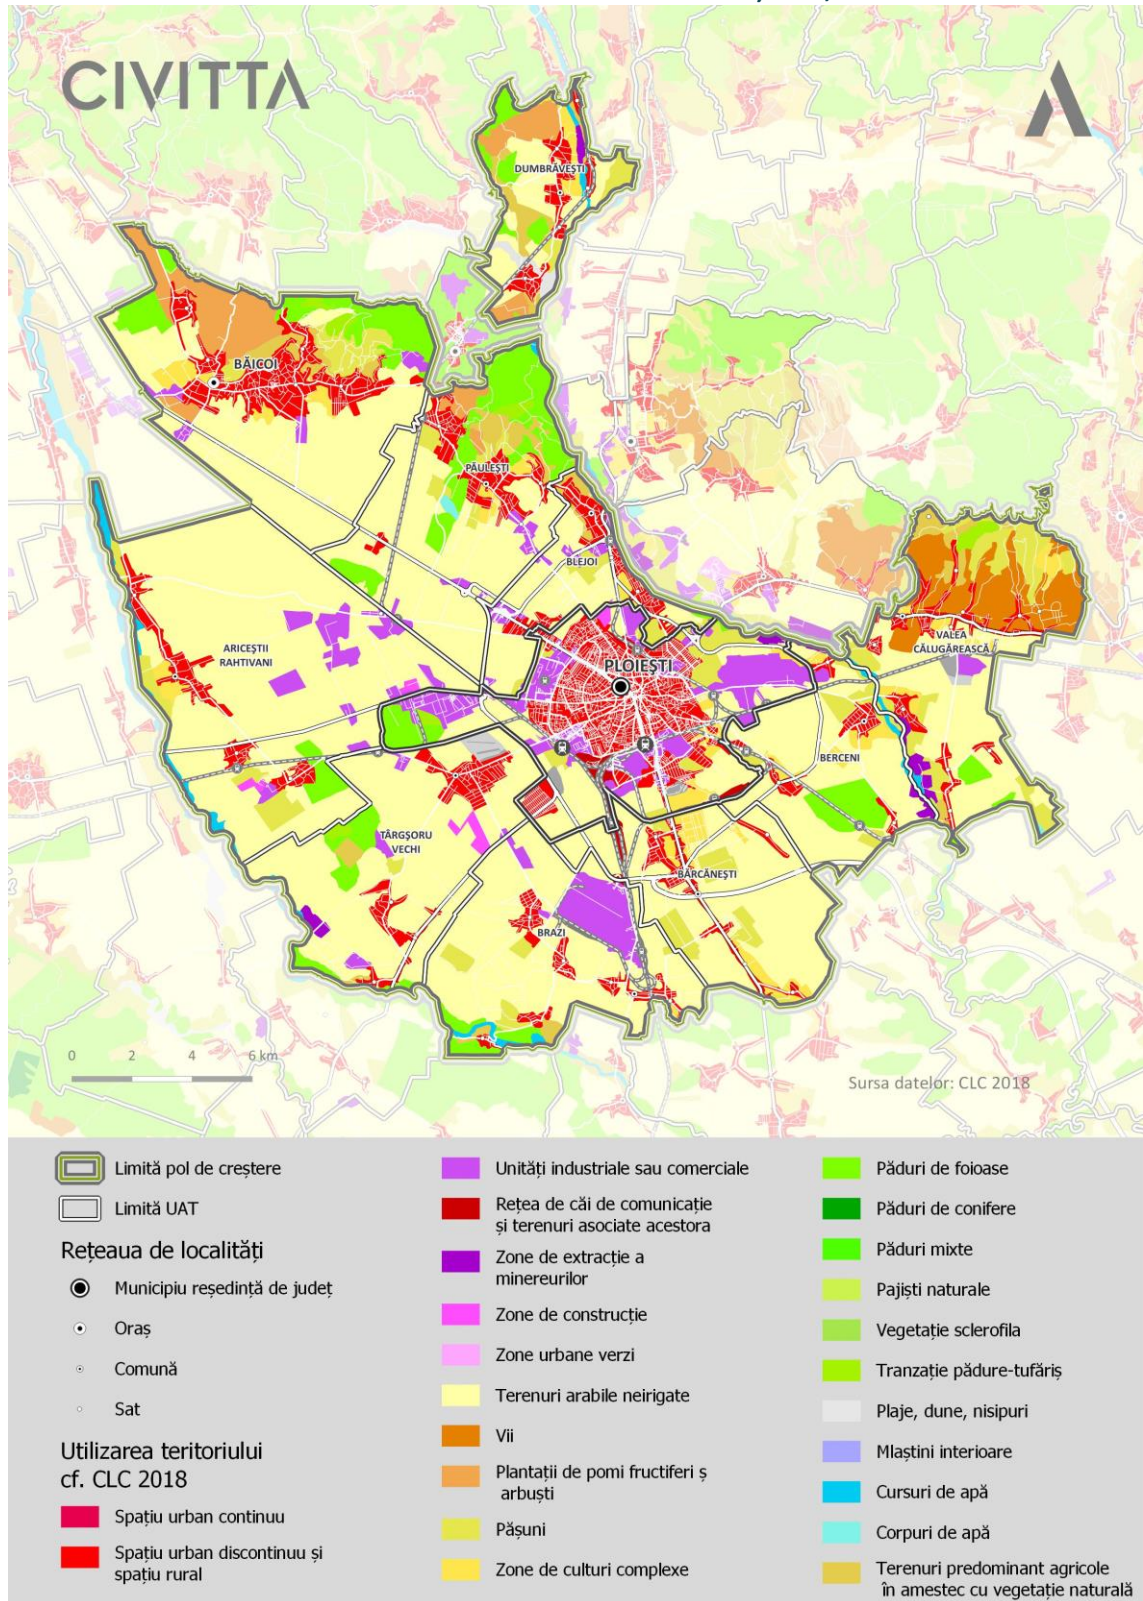 CIVITTA
DUMBRĂVEȘTI
BĂICOI
PĂULEȘTI
BLEJOI
ARICEȘTII
RAHTIVANI
PLOIEȘTI
VALEA
CĂLUGĂREASCĂ
BERCENI
TÂRGȘORU
VECHI
BĂRCĂNEȘTI
BRAZI
0 2 4 6 km
Sursa datelor: CLC 2018
Limită pol de creștere
Limită UAT
Rețeaua de localități
Municipiu reședință de județ
Oraș
Comună
Sat
Utilizarea teritoriului
cf. CLC 2018
Spațiu urban continuu
Spațiu urban discontinuu și
spațiu rural
Unități industriale sau comerciale
Rețea de căi de comunicație
și terenuri asociate acestora
Zone de extracție a
minereurilor
Zone de construcție
Zone urbane verzi
Terenuri arabile neirigate
Vii
Plantații de pomi fructiferi ș
arbuști
Pășuni
Zone de culturi complexe
Păduri de foioase
Păduri de conifere
Păduri mixte
Pajiști naturale
Vegetație sclerofila
Tranzație pădure-tufăriș
Plaje, dune, nisipuri
Mlaștini interioare
Cursuri de apă
Corpuri de apă
Terenuri predominant agricole
în amestec cu vegetație naturală